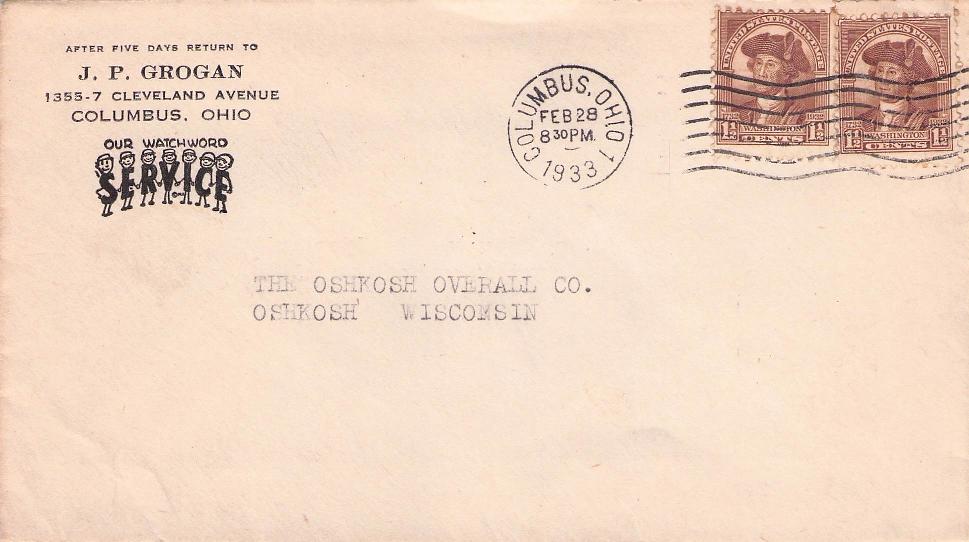 AFTER FIVE DAYS RETURN TO
J. P. GROGAN
1355-7 CLEVELAND AVENUE
COLUMBUS, OHIO
OUR WATCHWORD
SERVICE
COLUMBUS, OHIO 1
FEB 28
8 30 PM
1933
UNITED STATES POSTAGE
1732 1932
WASHINGTON
1½ CENTS 1½
UNITED STATES POSTAGE
1732 1932
WASHINGTON
1½ CENTS 1½
THE OSHKOSH OVERALL CO.
OSHKOSH' WISCOMSIN